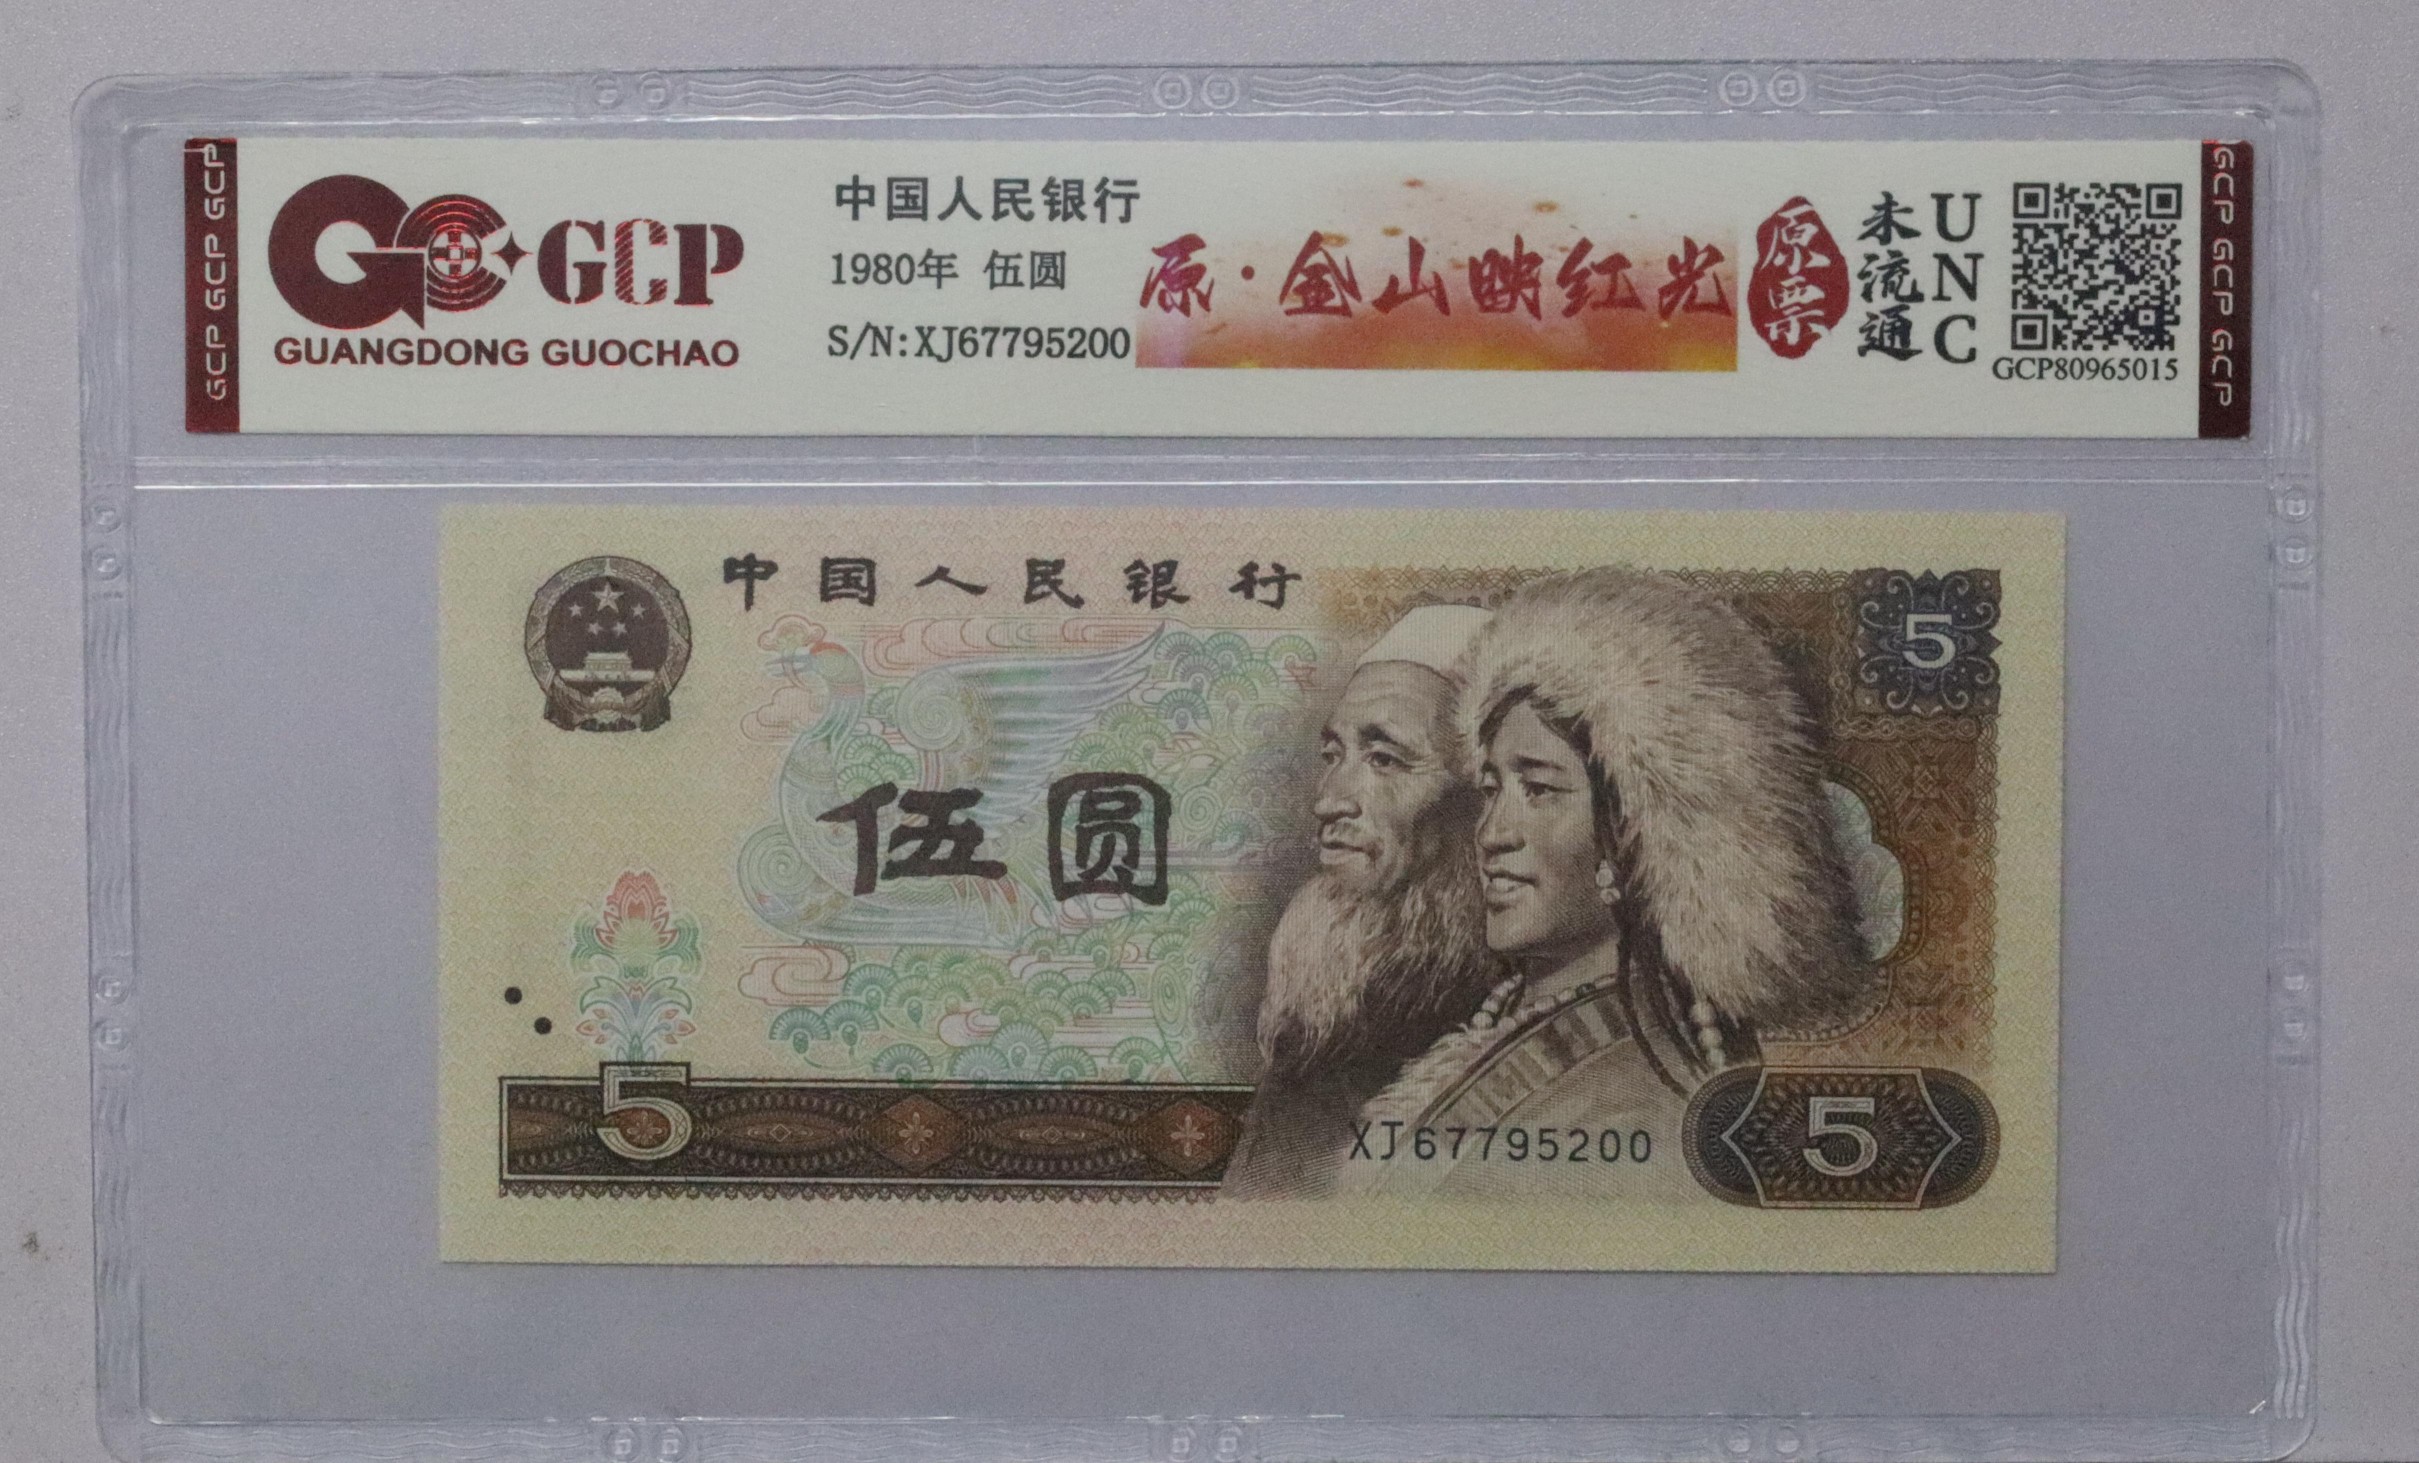 GCP GCP GCP
GCP
GUANGDONG GUOCHAO
中国人民银行
1980年 伍圆
S/N:XJ67795200
原·金山映红光
原票
未流通
UNC
GCP80965015
GCP GCP GCP
中国人民银行
5
伍圆
5
XJ67795200
5